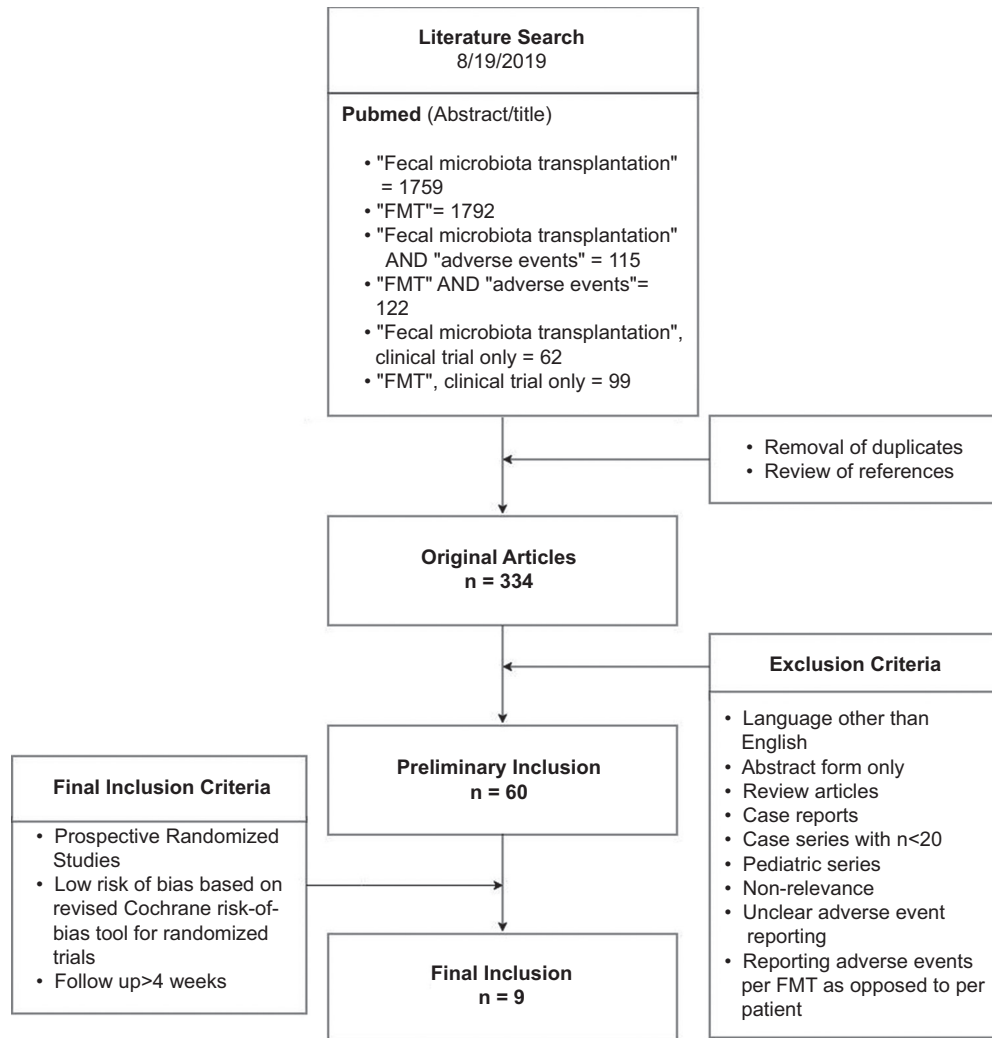 Literature Search
8/19/2019
Pubmed (Abstract/title)
• "Fecal microbiota transplantation"
= 1759
• "FMT"= 1792
• "Fecal microbiota transplantation"
AND "adverse events" = 115
• "FMT" AND "adverse events"=
122
• "Fecal microbiota transplantation",
clinical trial only = 62
• "FMT", clinical trial only = 99
• Removal of duplicates
• Review of references
Original Articles
n = 334
Exclusion Criteria
• Language other than
English
• Abstract form only
• Review articles
• Case reports
• Case series with n<20
• Pediatric series
• Non-relevance
• Unclear adverse event
reporting
• Reporting adverse events
per FMT as opposed to per
patient
Preliminary Inclusion
n = 60
Final Inclusion Criteria
• Prospective Randomized
Studies
• Low risk of bias based on
revised Cochrane risk-of-
bias tool for randomized
trials
• Follow up>4 weeks
Final Inclusion
n = 9